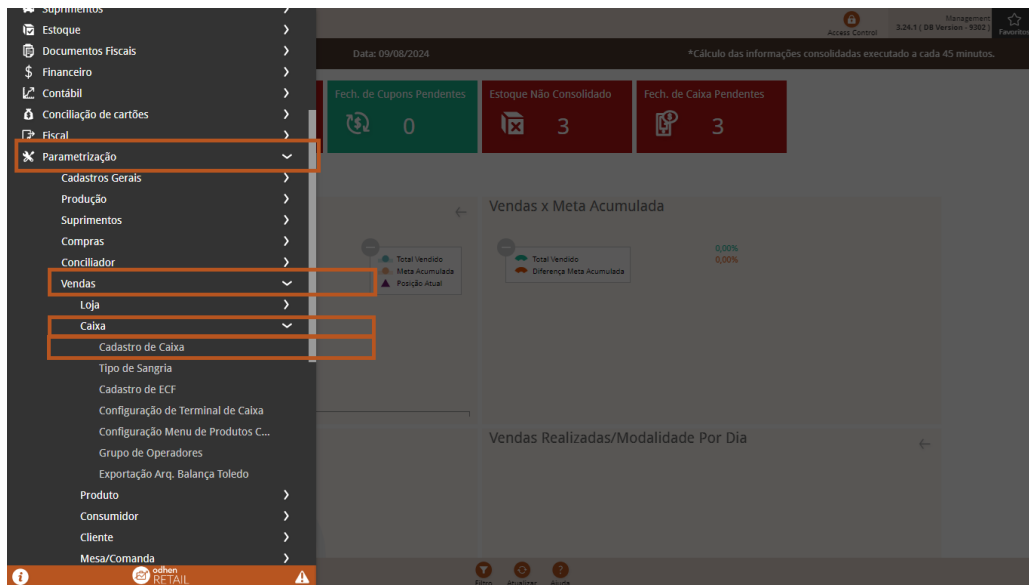 Suprimentos
Estoque
Documentos Fiscais
Financeiro
Contábil
Conciliação de cartões
Fiscal
Parametrização
Cadastros Gerais
Produção
Suprimentos
Compras
Conciliador
Vendas
Loja
Caixa
Cadastro de Caixa
Tipo de Sangria
Cadastro de ECF
Configuração de Terminal de Caixa
Configuração Menu de Produtos C...
Grupo de Operadores
Exportação Arq. Balança Toledo
Produto
Consumidor
Cliente
Mesa/Comanda
odhen
RETAIL
Access Control
Management
3.24.1 ( DB Version - 9302 )
Favoritos
Data: 09/08/2024
*Cálculo das informações consolidadas executado a cada 45 minutos.
Fech. de Cupons Pendentes
0
Estoque Não Consolidado
3
Fech. de Caixa Pendentes
3
Total Vendido
Meta Acumulada
Posição Atual
Vendas x Meta Acumulada
Total Vendido
Diferença Meta Acumulada
0,00%
0,00%
Vendas Realizadas/Modalidade Por Dia
Filtro
Atualizar
Ajuda